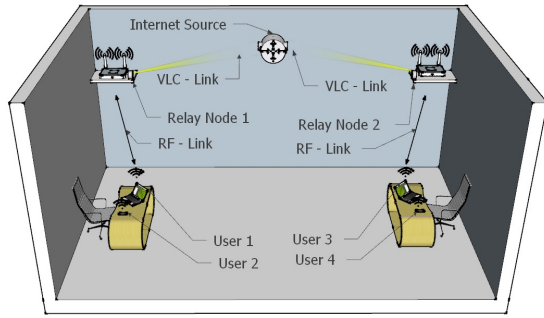 Internet Source
VLC - Link
VLC - Link
Relay Node 1
Relay Node 2
RF - Link
RF - Link
User 1
User 3
User 2
User 4